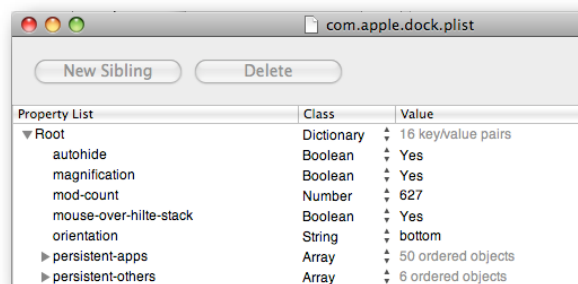 com.apple.dock.plist
New Sibling Delete
Property List Class Value
Root Dictionary 16 key/value pairs
autohide Boolean Yes
magnification Boolean Yes
mod-count Number 627
mouse-over-hilte-stack Boolean Yes
orientation String bottom
persistent-apps Array 50 ordered objects
persistent-others Array 6 ordered objects